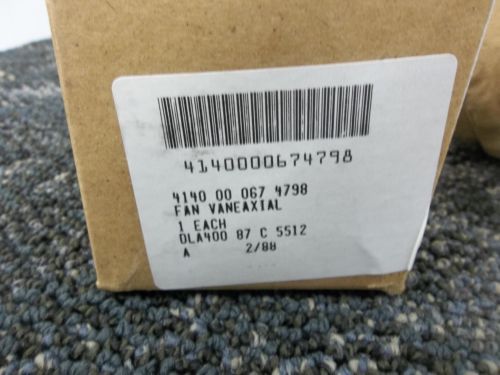 4140000674798
4140 00 067 4798
FAN VANEAXIAL
1 EACH
DLA400 87 C 5512
A 2/88